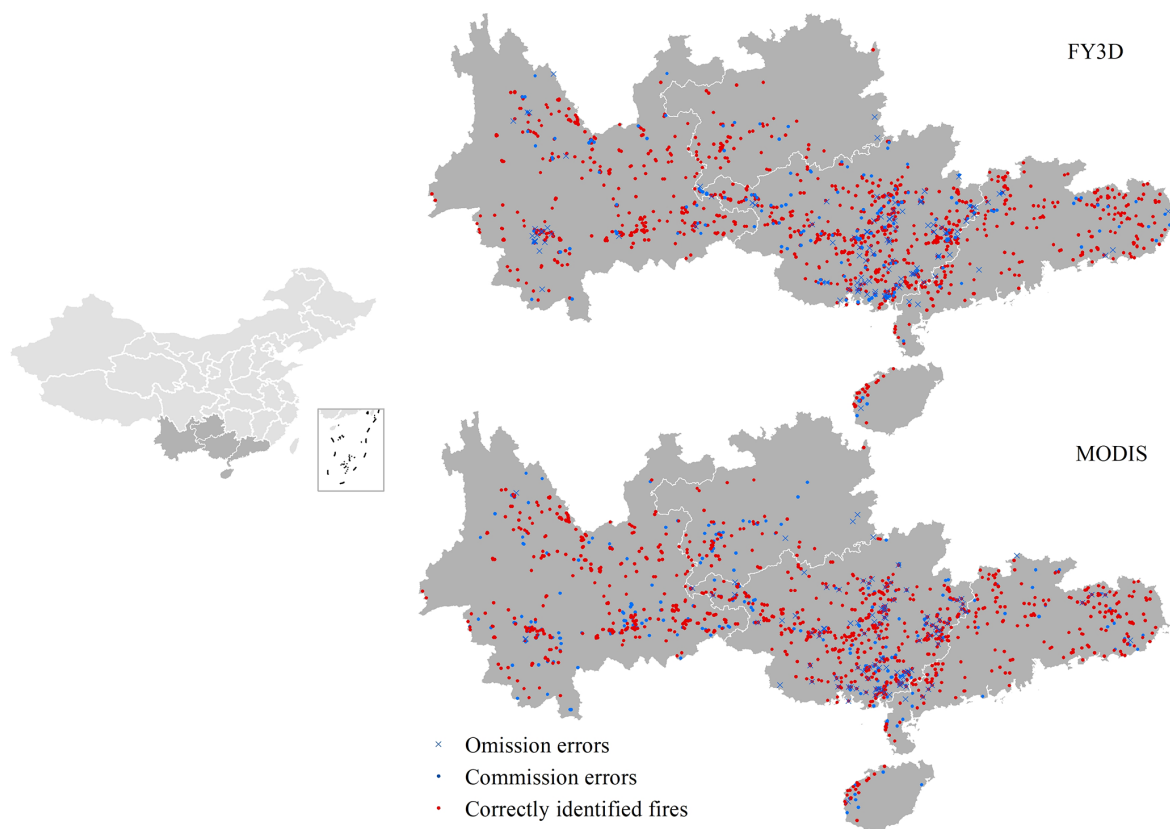 FY3D
MODIS
Omission errors
Commission errors
Correctly identified fires